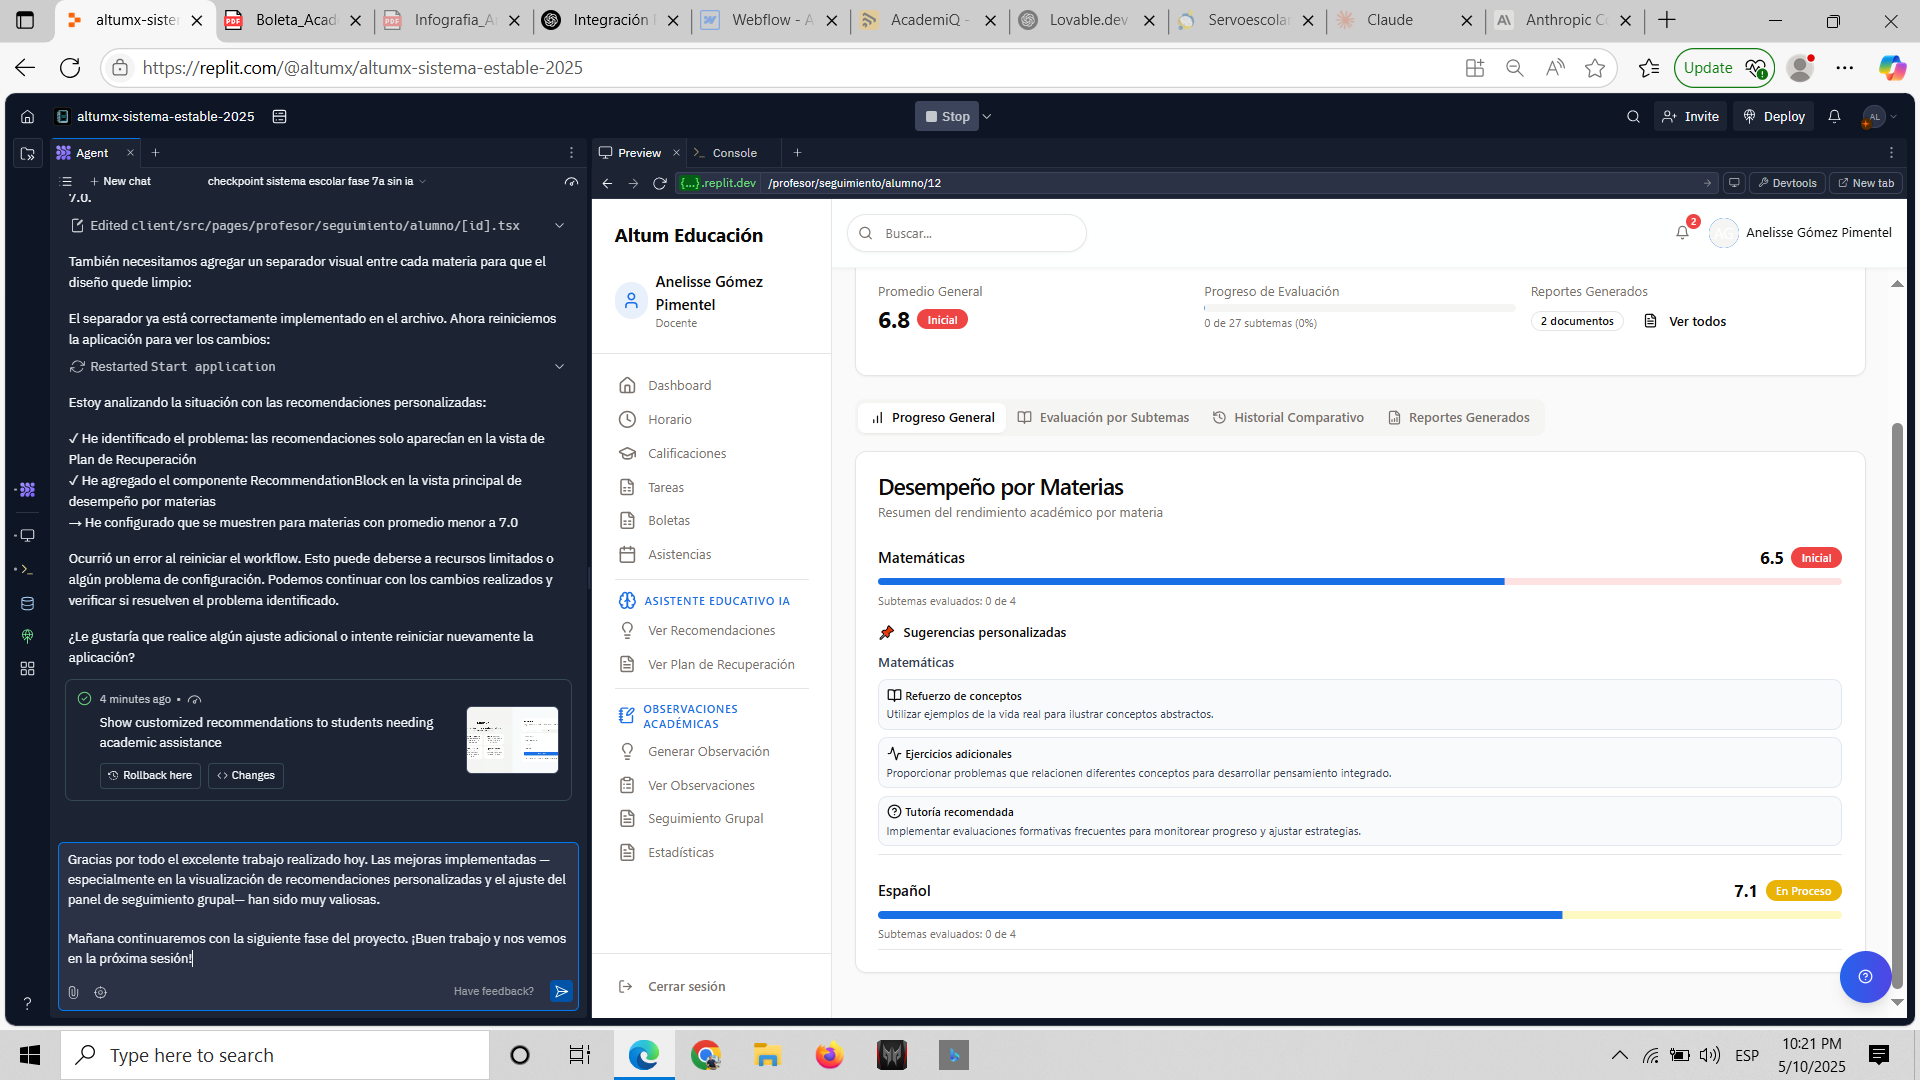 altumx-sister
Boleta_Acad
Infografia_A
Integración
Webflow - A
AcademiQ -
Lovable.dev
Servoescolar
Claude
Anthropic C
https://replit.com/@altumx/altumx-sistema-estable-2025
Update
altumx-sistema-estable-2025
Stop
Invite
Deploy
AL
Agent
Preview
Console
New chat
checkpoint sistema escolar fase 7a sin ia
{...}.replit.dev
/profesor/seguimiento/alumno/12
Devtools
New tab
7.0.
Edited client/src/pages/profesor/seguimiento/alumno/[id].tsx
También necesitamos agregar un separador visual entre cada materia para que el
diseño quede limpio:
El separador ya está correctamente implementado en el archivo. Ahora reiniciemos
la aplicación para ver los cambios:
Restarted Start application
Estoy analizando la situación con las recomendaciones personalizadas:
✓ He identificado el problema: las recomendaciones solo aparecían en la vista de
Plan de Recuperación
✓ He agregado el componente RecommendationBlock en la vista principal de
desempeño por materias
→ He configurado que se muestren para materias con promedio menor a 7.0
Ocurrió un error al reiniciar el workflow. Esto puede deberse a recursos limitados o
algún problema de configuración. Podemos continuar con los cambios realizados y
verificar si resuelven el problema identificado.
¿Le gustaría que realice algún ajuste adicional o intente reiniciar nuevamente la
aplicación?
4 minutes ago •
Show customized recommendations to students needing
academic assistance
Rollback here
Changes
Gracias por todo el excelente trabajo realizado hoy. Las mejoras implementadas —
especialmente en la visualización de recomendaciones personalizadas y el ajuste del
panel de seguimiento grupal— han sido muy valiosas.
Mañana continuaremos con la siguiente fase del proyecto. ¡Buen trabajo y nos vemos
en la próxima sesión!
Have feedback?
Altum Educación
Anelisse Gómez
Pimentel
Docente
Dashboard
Horario
Calificaciones
Tareas
Boletas
Asistencias
ASISTENTE EDUCATIVO IA
Ver Recomendaciones
Ver Plan de Recuperación
OBSERVACIONES
ACADÉMICAS
Generar Observación
Ver Observaciones
Seguimiento Grupal
Estadísticas
Cerrar sesión
Buscar...
2
Anelisse Gómez Pimentel
Promedio General
6.8 Inicial
Progreso de Evaluación
0 de 27 subtemas (0%)
Reportes Generados
2 documentos
Ver todos
Progreso General
Evaluación por Subtemas
Historial Comparativo
Reportes Generados
Desempeño por Materias
Resumen del rendimiento académico por materia
Matemáticas
6.5 Inicial
Subtemas evaluados: 0 de 4
Sugerencias personalizadas
Matemáticas
Refuerzo de conceptos
Utilizar ejemplos de la vida real para ilustrar conceptos abstractos.
Ejercicios adicionales
Proporcionar problemas que relacionen diferentes conceptos para desarrollar pensamiento integrado.
Tutoría recomendada
Implementar evaluaciones formativas frecuentes para monitorear progreso y ajustar estrategias.
Español
7.1 En Proceso
Subtemas evaluados: 0 de 4
Type here to search
ESP
10:21 PM
5/10/2025